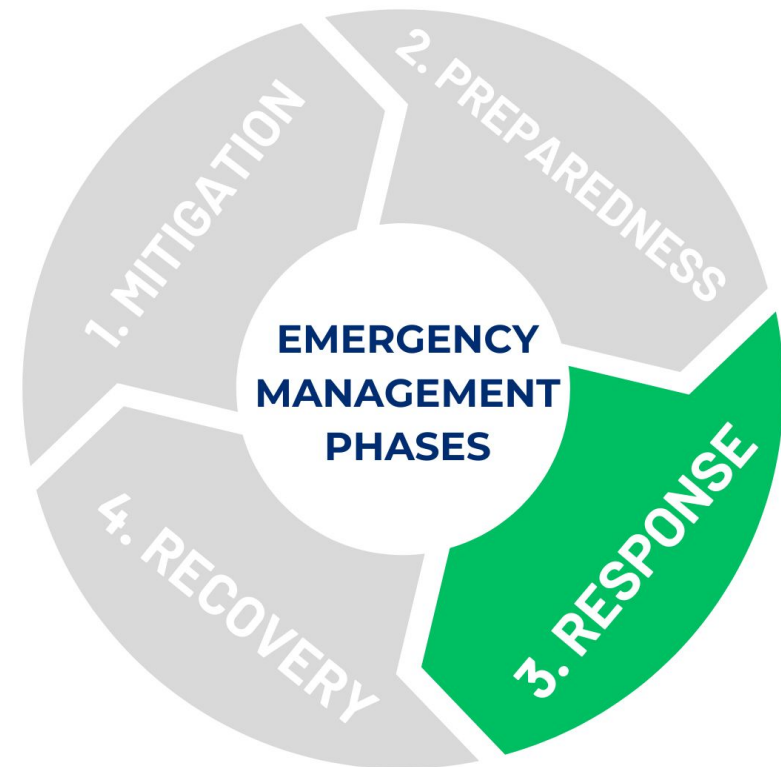 1. MITIGATION
2. PREPAREDNESS
EMERGENCY
MANAGEMENT
PHASES
3. RESPONSE
4. RECOVERY